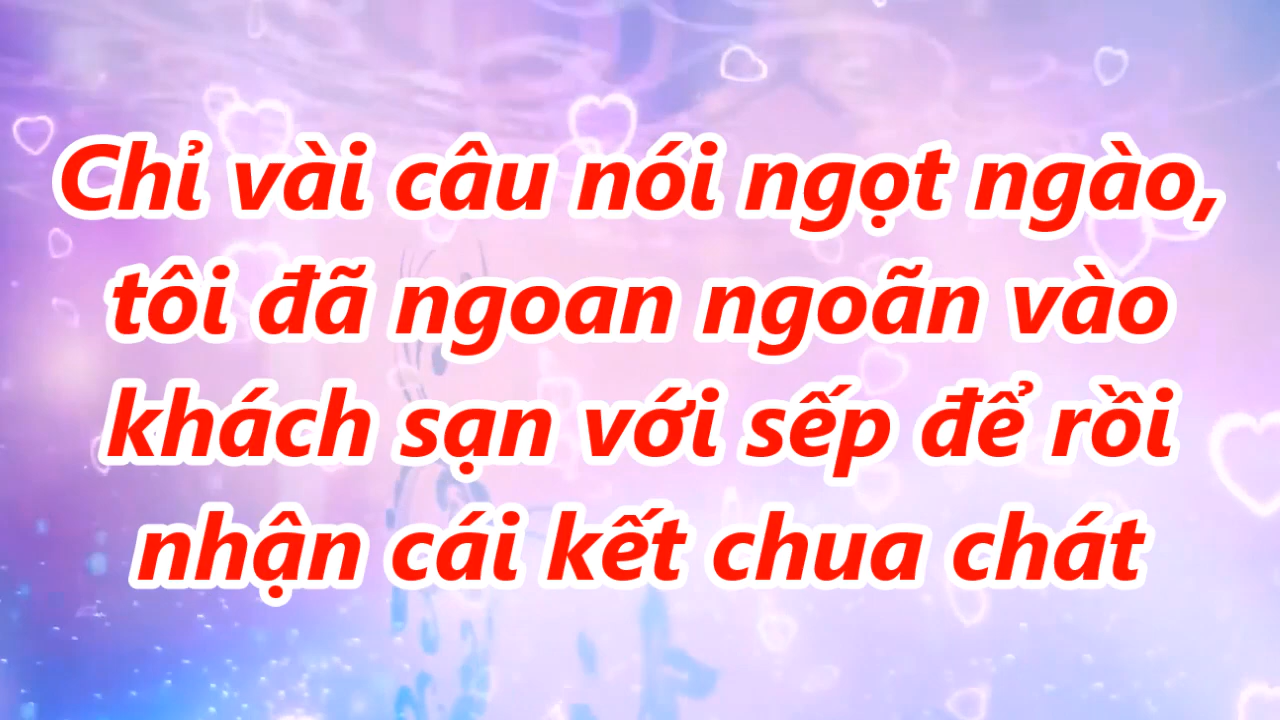 Chỉ vài câu nói ngọt ngào,
tôi đã ngoan ngoãn vào
khách sạn với sếp để rồi
nhận cái kết chua chát